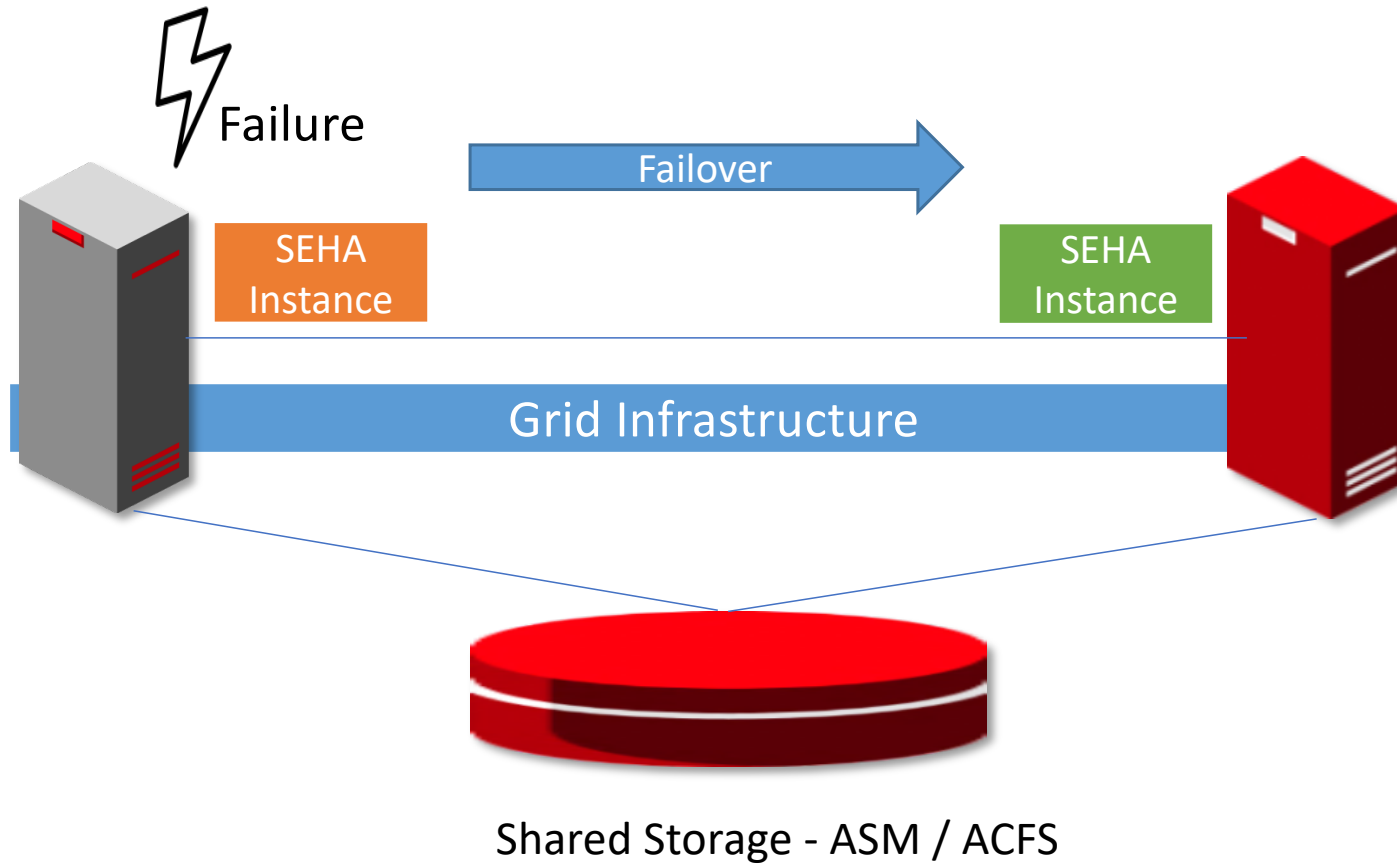 Failure
Failover
SEHA
Instance
SEHA
Instance
Grid Infrastructure
Shared Storage - ASM / ACFS